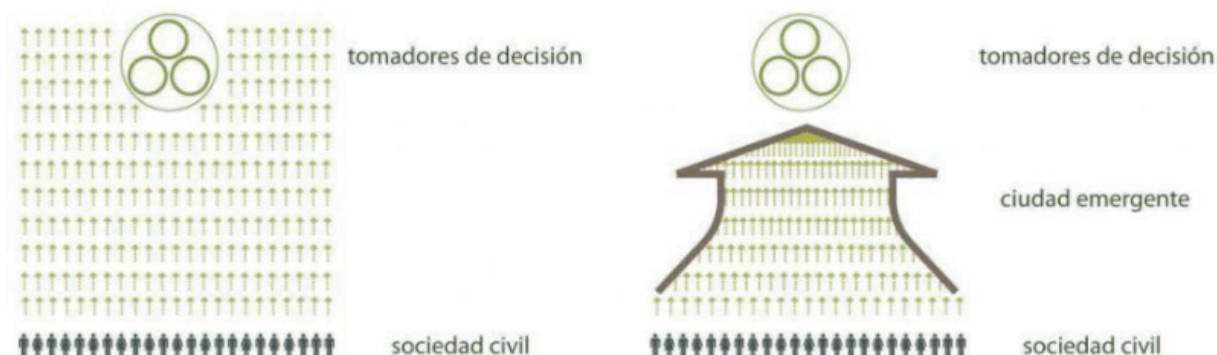 tomadores de decisión
tomadores de decisión
ciudad emergente
sociedad civil
sociedad civil